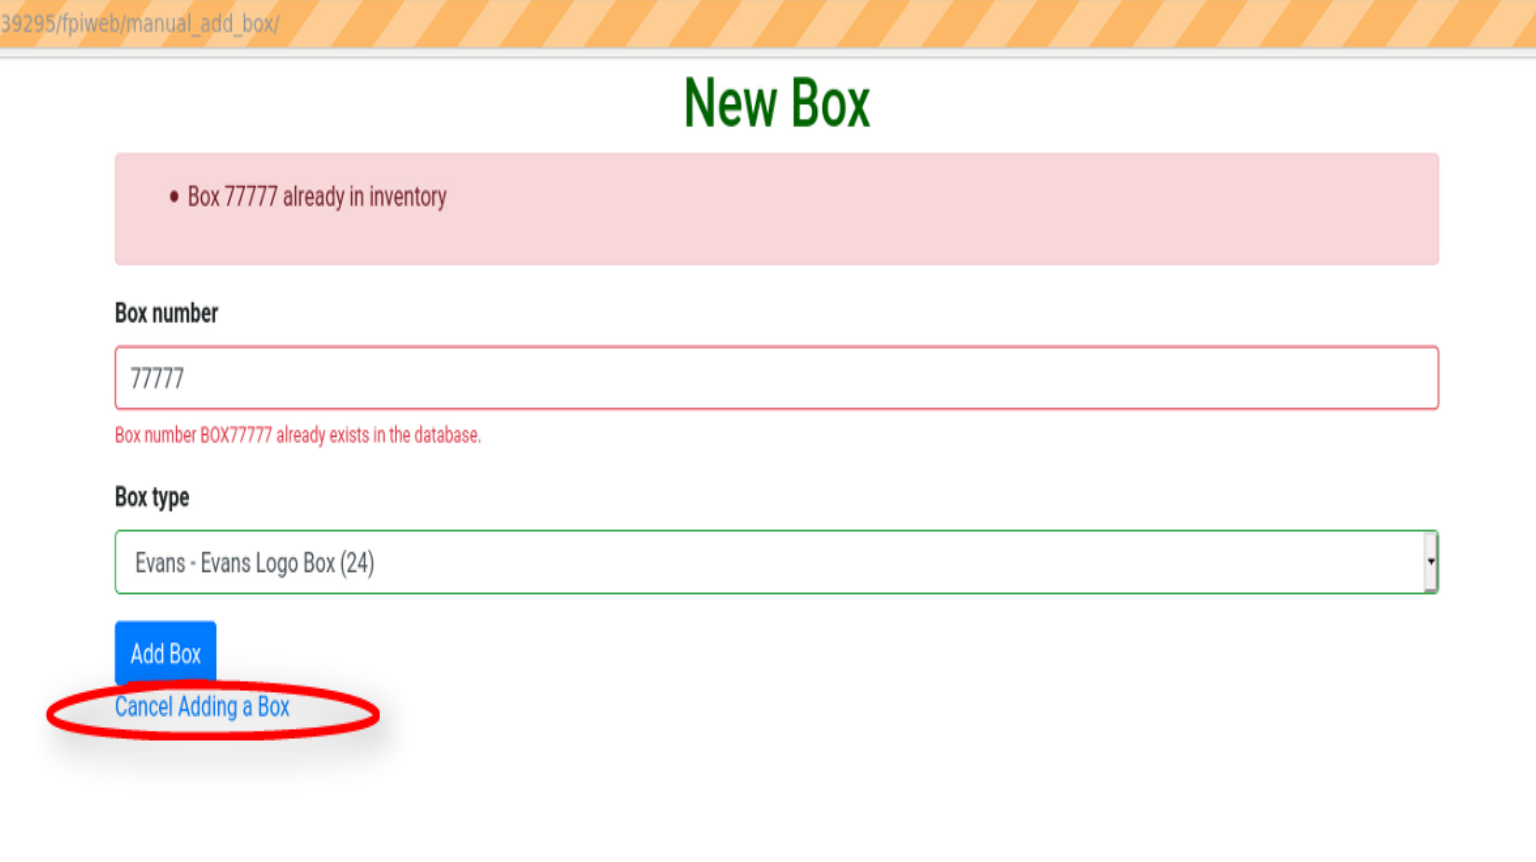 39295/fpiweb/manual_add_box/
New Box
• Box 77777 already in inventory
Box number
77777
Box number BOX77777 already exists in the database.
Box type
Evans - Evans Logo Box (24)
Add Box
Cancel Adding a Box